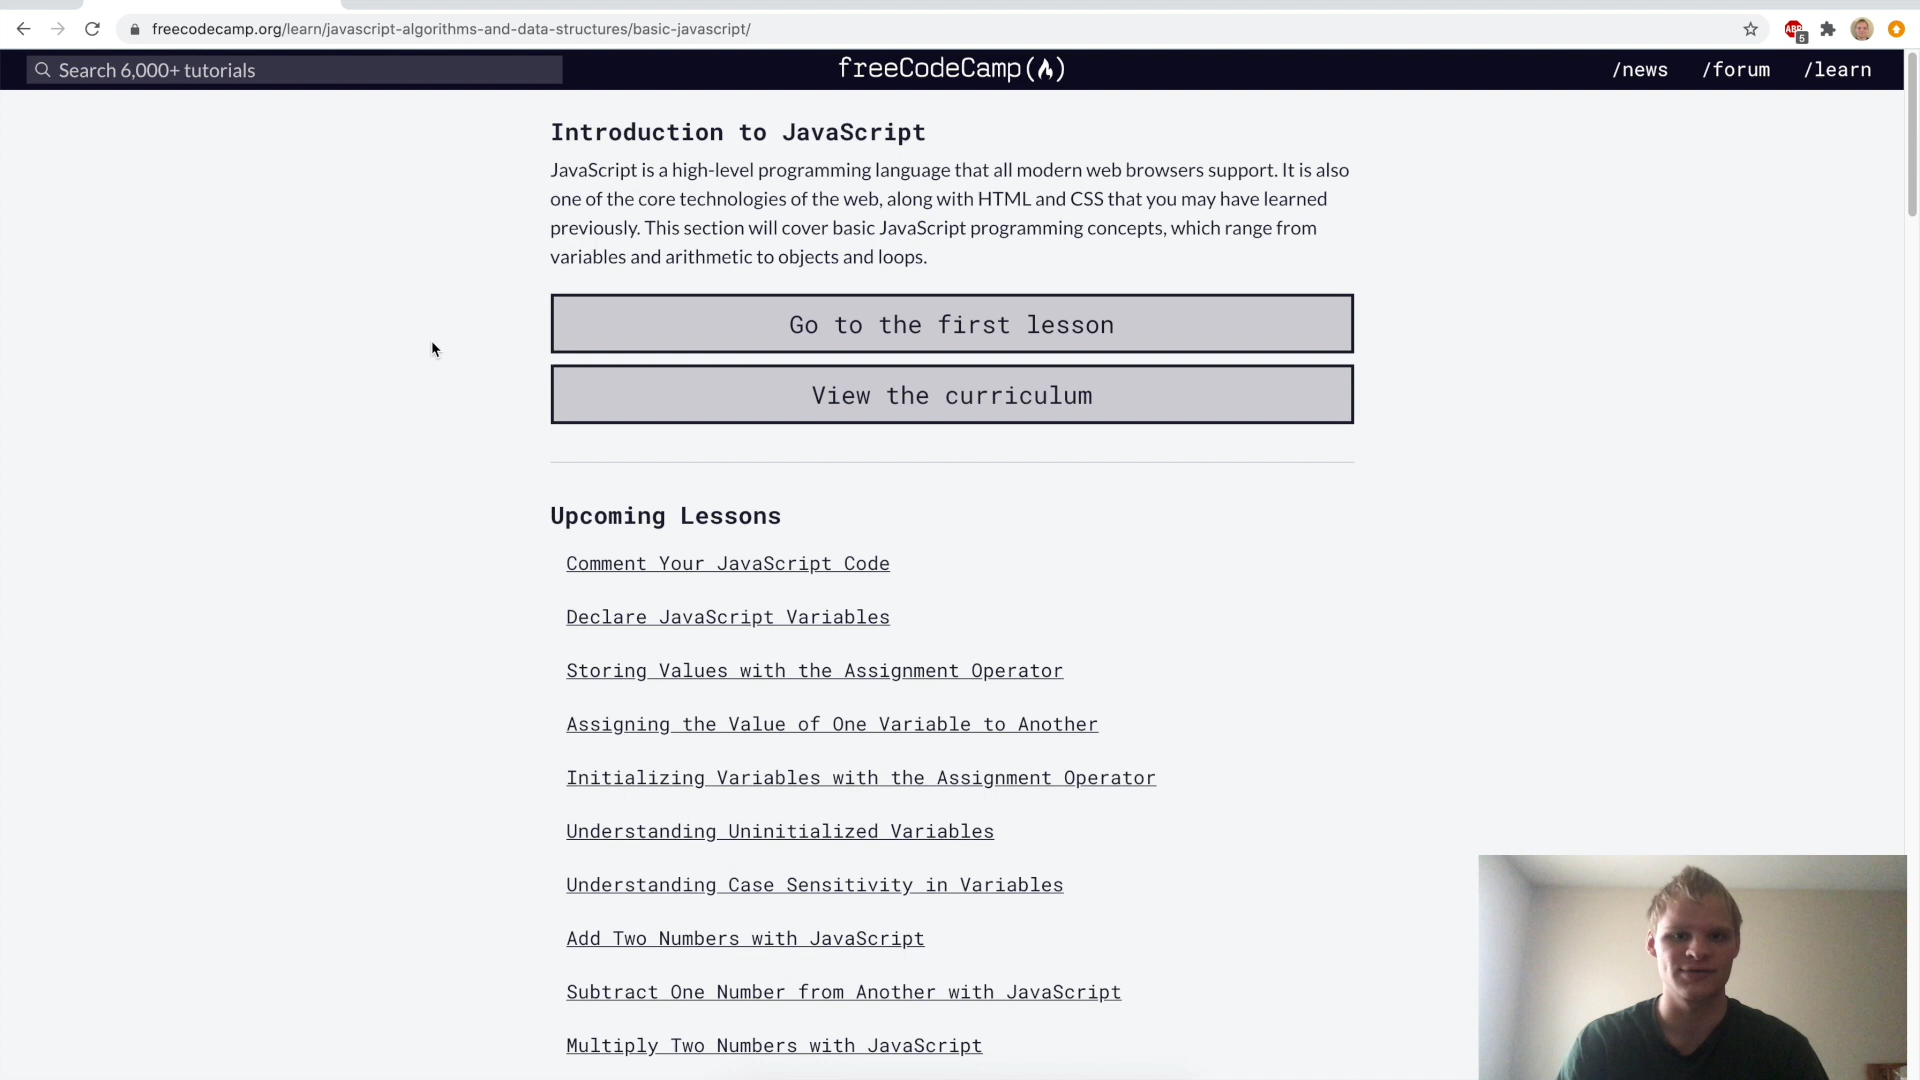 freecodecamp.org/learn/javascript-algorithms-and-data-structures/basic-javascript/
ABP
5
Search 6,000+ tutorials
freeCodeCamp(🔥)
/news
/forum
/learn
Introduction to JavaScript
JavaScript is a high-level programming language that all modern web browsers support. It is also
one of the core technologies of the web, along with HTML and CSS that you may have learned
previously. This section will cover basic JavaScript programming concepts, which range from
variables and arithmetic to objects and loops.
Go to the first lesson
View the curriculum
Upcoming Lessons
Comment Your JavaScript Code
Declare JavaScript Variables
Storing Values with the Assignment Operator
Assigning the Value of One Variable to Another
Initializing Variables with the Assignment Operator
Understanding Uninitialized Variables
Understanding Case Sensitivity in Variables
Add Two Numbers with JavaScript
Subtract One Number from Another with JavaScript
Multiply Two Numbers with JavaScript